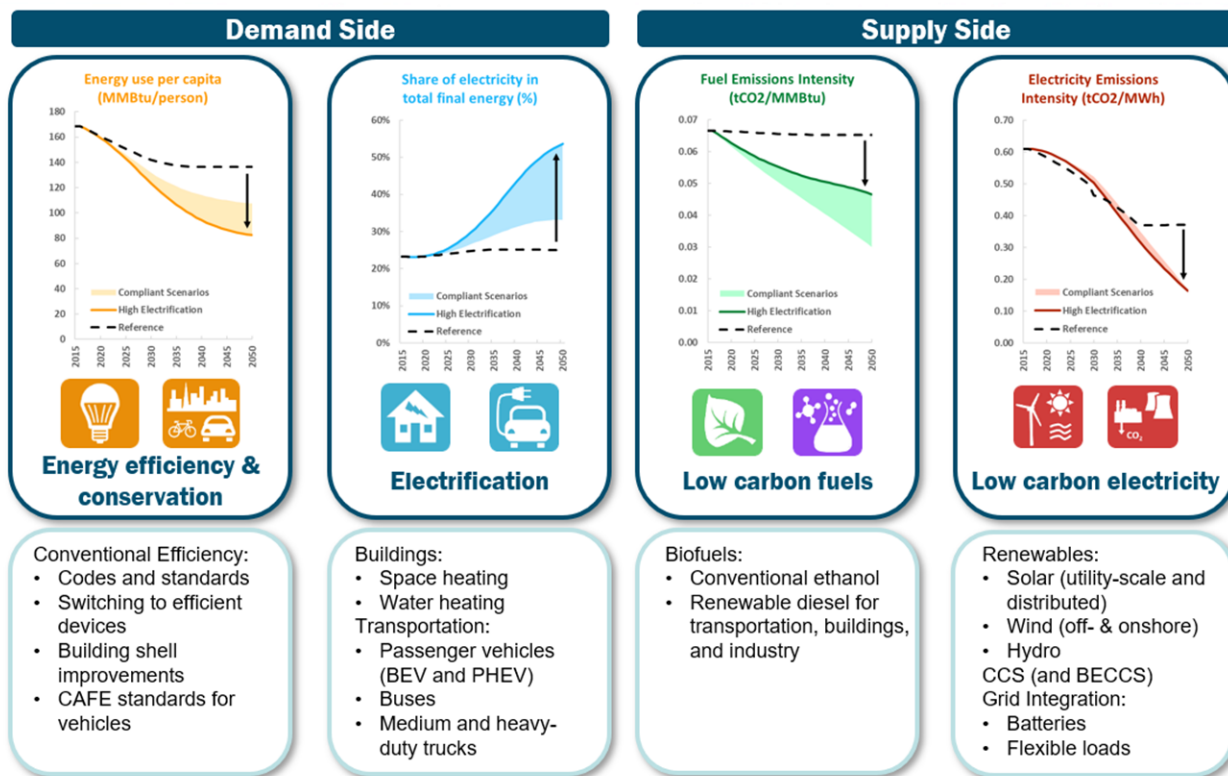 Demand Side
Supply Side
Energy use per capita
(MMBtu/person)
180
160
140
120
100
80
60
40
20
0
Compliant Scenarios
High Electrification
Reference
2015
2020
2025
2030
2035
2040
2045
2050
Energy efficiency &
conservation
Share of electricity in
total final energy (%)
60%
50%
40%
30%
20%
10%
0%
Compliant Scenarios
High Electrification
Reference
2015
2020
2025
2030
2035
2040
2045
2050
Electrification
Fuel Emissions Intensity
(tCO2/MMBtu)
0.07
0.06
0.05
0.04
0.03
0.02
0.01
0.00
Compliant Scenarios
High Electrification
Reference
2015
2020
2025
2030
2035
2040
2045
2050
Low carbon fuels
Electricity Emissions
Intensity (tCO2/MWh)
0.70
0.60
0.50
0.40
0.30
0.20
0.10
0.00
Compliant Scenarios
High Electrification
Reference
2015
2020
2025
2030
2035
2040
2045
2050
CO₂
Low carbon electricity
Conventional Efficiency:
• Codes and standards
• Switching to efficient
devices
• Building shell
improvements
• CAFE standards for
vehicles
Buildings:
• Space heating
• Water heating
Transportation:
• Passenger vehicles
(BEV and PHEV)
• Buses
• Medium and heavy-
duty trucks
Biofuels:
• Conventional ethanol
• Renewable diesel for
transportation, buildings,
and industry
Renewables:
• Solar (utility-scale and
distributed)
• Wind (off- & onshore)
• Hydro
CCS (and BECCS)
Grid Integration:
• Batteries
• Flexible loads